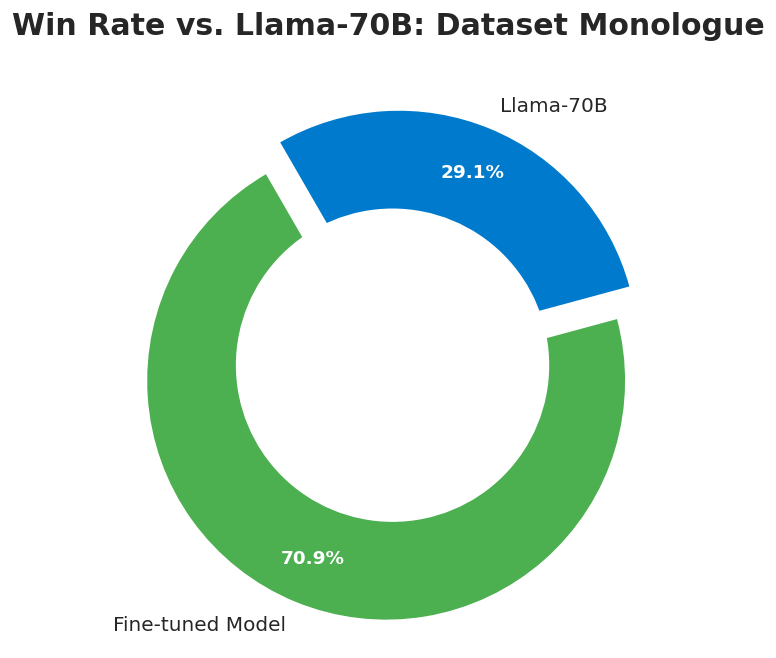 Win Rate vs. Llama-70B: Dataset Monologue
Llama-70B
29.1%
70.9%
Fine-tuned Model